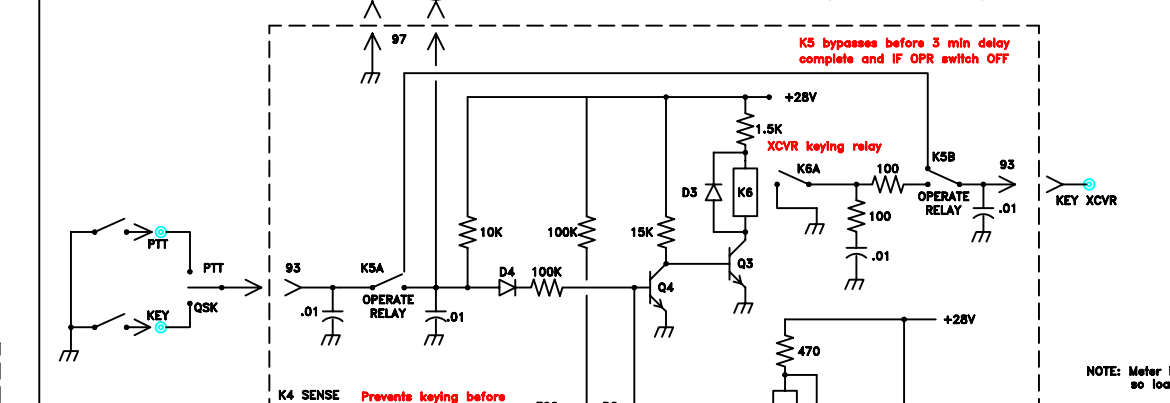 97
K5 bypasses before 3 min delay
complete and IF OPR switch OFF
+28V
1.5K
XCVR keying relay
K5B
93
K6A
100
D3
K6
OPERATE
RELAY
.01
KEY XCVR
100
10K
100K
15K
PTT
.01
Q3
PTT
93
K5A
D4
100K
OPERATE
RELAY
Q4
QSK
KEY
.01
.01
+28V
470
NOTE: Meter
so loa
K4 SENSE
Prevents keying before